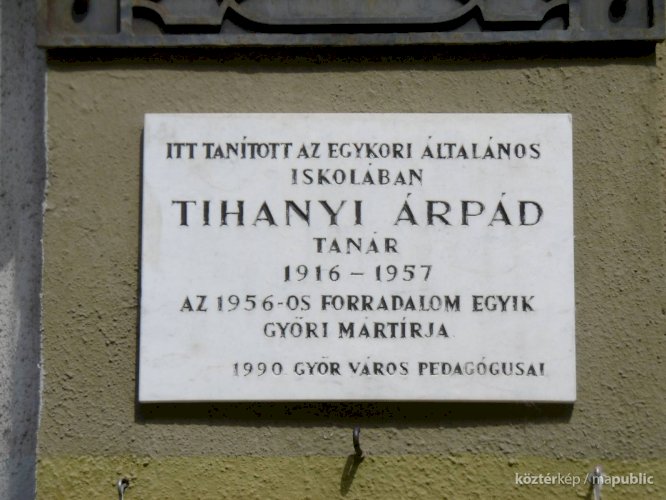 ITT TANÍTOTT AZ EGYKORI ÁLTALÁNOS
ISKOLÁBAN
TIHANYI ÁRPÁD
TANÁR
1916 – 1957
AZ 1956-OS FORRADALOM EGYIK
GYŐRI MÁRTÍRJA
1990 GYŐR VÁROS PEDAGÓGUSAI
köztérkép / mapublic